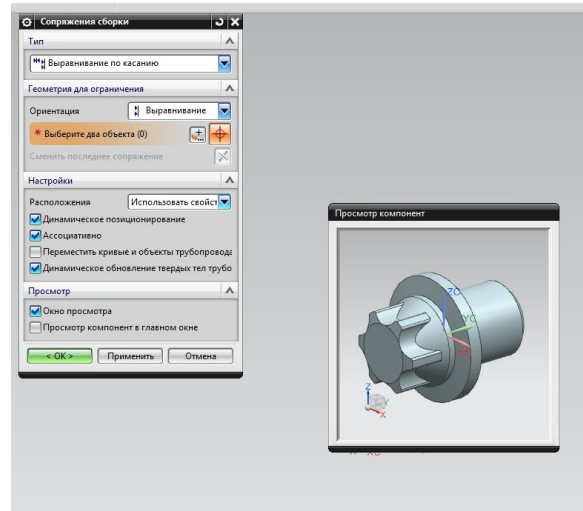 Сопряжения сборки
Тип
Выравнивание по касанию
Геометрия для ограничения
Ориентация Выравнивание
* Выберите два объекта (0)
Сменить последнее сопряжение
Настройки
Расположения Использовать свойст
Динамическое позиционирование
Ассоциативно
Переместить кривые и объекты трубопровода
Динамическое обновление твердых тел трубо
Просмотр
Окно просмотра
Просмотр компонент в главном окне
< OK > Применить Отмена
Просмотр компонент
ZC
YC
XC
Z
Y
X
XC